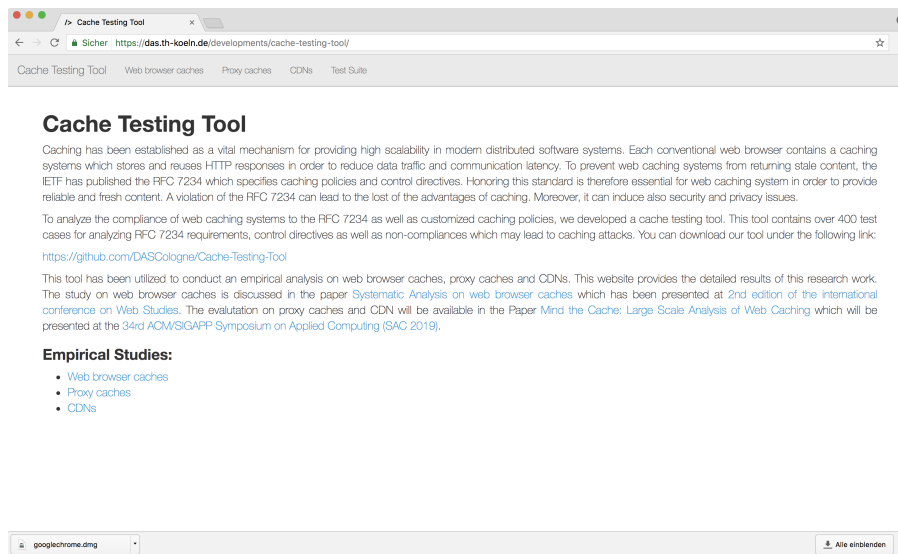 /> Cache Testing Tool ×
Sicher https://das.th-koeln.de/developments/cache-testing-tool/
Cache Testing Tool Web browser caches Proxy caches CDNs Test Suite
Cache Testing Tool
Caching has been established as a vital mechanism for providing high scalability in modern distributed software systems. Each conventional web browser contains a caching
systems which stores and reuses HTTP responses in order to reduce data traffic and communication latency. To prevent web caching systems from returning stale content, the
IETF has published the RFC 7234 which specifies caching policies and control directives. Honoring this standard is therefore essential for web caching system in order to provide
reliable and fresh content. A violation of the RFC 7234 can lead to the lost of the advantages of caching. Moreover, it can induce also security and privacy issues.
To analyze the compliance of web caching systems to the RFC 7234 as well as customized caching policies, we developed a cache testing tool. This tool contains over 400 test
cases for analyzing RFC 7234 requirements, control directives as well as non-compliances which may lead to caching attacks. You can download our tool under the following link:
https://github.com/DASCologne/Cache-Testing-Tool
This tool has been utilized to conduct an empirical analysis on web browser caches, proxy caches and CDNs. This website provides the detailed results of this research work.
The study on web browser caches is discussed in the paper Systematic Analysis on web browser caches which has been presented at 2nd edition of the international
conference on Web Studies. The evalutation on proxy caches and CDN will be available in the Paper Mind the Cache: Large Scale Analysis of Web Caching which will be
presented at the 34rd ACM/SIGAPP Symposium on Applied Computing (SAC 2019).
Empirical Studies:
• Web browser caches
• Proxy caches
• CDNs
googlechrome.dmg Alle einblenden